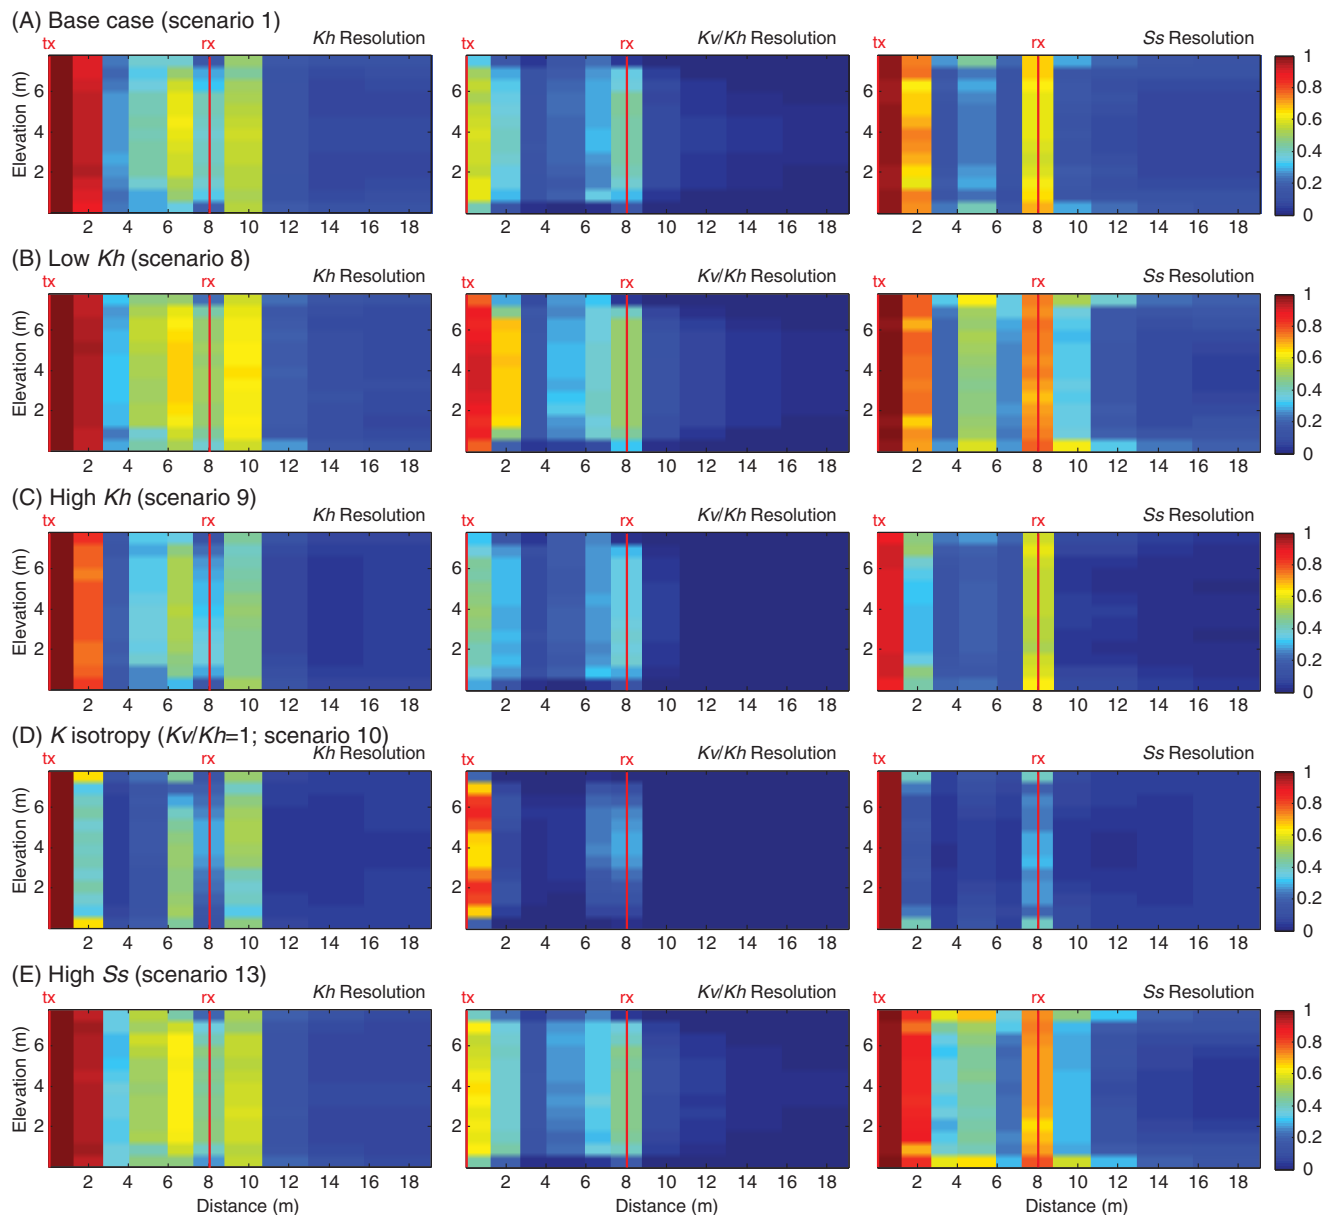 (A) Base case (scenario 1)
tx rx Kh Resolution tx rx Kv/Kh Resolution tx rx Ss Resolution
Elevation (m)
6 4 2
6 4 2
6 4 2
1 0.8 0.6 0.4 0.2 0
2 4 6 8 10 12 14 16 18
2 4 6 8 10 12 14 16 18
2 4 6 8 10 12 14 16 18
(B) Low Kh (scenario 8)
tx rx Kh Resolution tx rx Kv/Kh Resolution tx rx Ss Resolution
Elevation (m)
6 4 2
6 4 2
6 4 2
1 0.8 0.6 0.4 0.2 0
2 4 6 8 10 12 14 16 18
2 4 6 8 10 12 14 16 18
2 4 6 8 10 12 14 16 18
(C) High Kh (scenario 9)
tx rx Kh Resolution tx rx Kv/Kh Resolution tx rx Ss Resolution
Elevation (m)
6 4 2
6 4 2
6 4 2
1 0.8 0.6 0.4 0.2 0
2 4 6 8 10 12 14 16 18
2 4 6 8 10 12 14 16 18
2 4 6 8 10 12 14 16 18
(D) K isotropy (Kv/Kh=1; scenario 10)
tx rx Kh Resolution tx rx Kv/Kh Resolution tx rx Ss Resolution
Elevation (m)
6 4 2
6 4 2
6 4 2
1 0.8 0.6 0.4 0.2 0
2 4 6 8 10 12 14 16 18
2 4 6 8 10 12 14 16 18
2 4 6 8 10 12 14 16 18
(E) High Ss (scenario 13)
tx rx Kh Resolution tx rx Kv/Kh Resolution tx rx Ss Resolution
Elevation (m)
6 4 2
6 4 2
6 4 2
1 0.8 0.6 0.4 0.2 0
2 4 6 8 10 12 14 16 18
2 4 6 8 10 12 14 16 18
2 4 6 8 10 12 14 16 18
Distance (m) Distance (m) Distance (m)